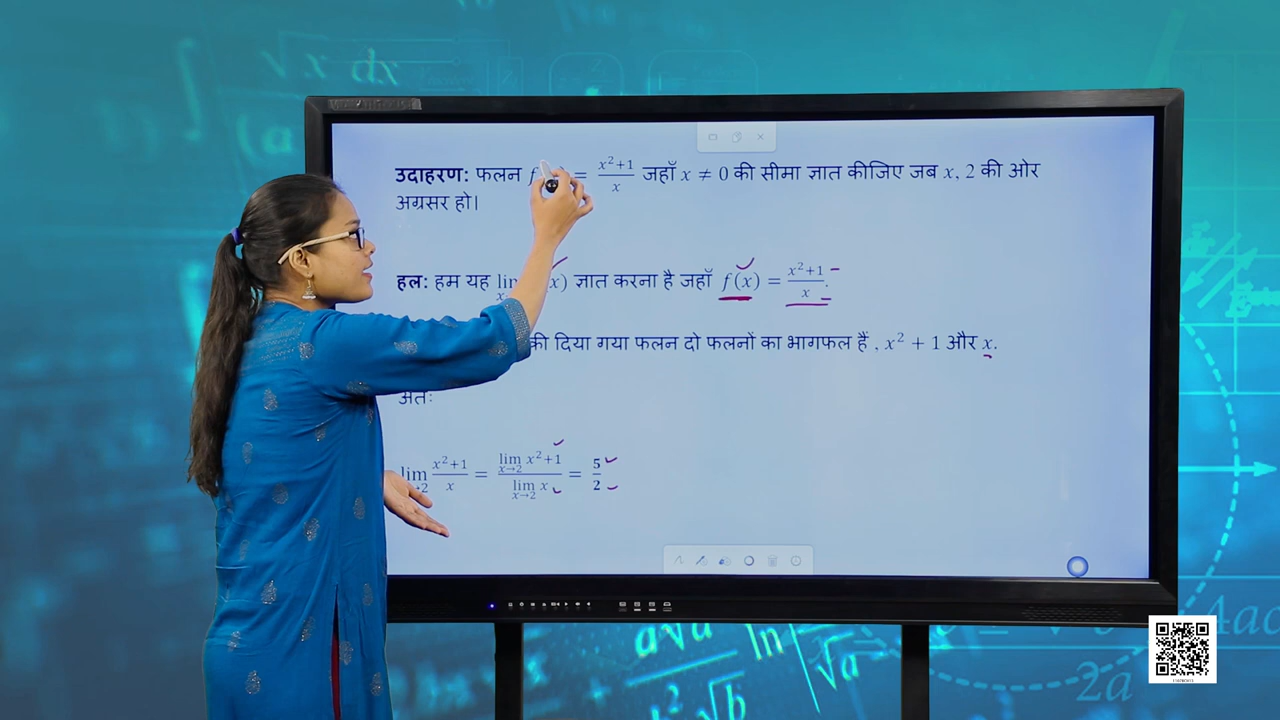 उदाहरण: फलन f = x²+1/x जहाँ x ≠ 0 की सीमा ज्ञात कीजिए जब x, 2 की ओर
अग्रसर हो।
हल: हम यह lim x) ज्ञात करना है जहाँ f(x) = x²+1/x.
की दिया गया फलन दो फलनों का भागफल हैं , x² + 1 और x.
अतः
lim x→2 x²+1/x = lim x→2 x²+1 / lim x→2 x = 5/2